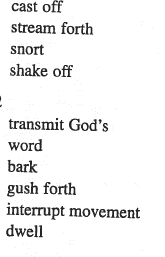 cast off
stream forth
snort
shake off
transmit God's
word
bark
gush forth
interrupt movement
dwell